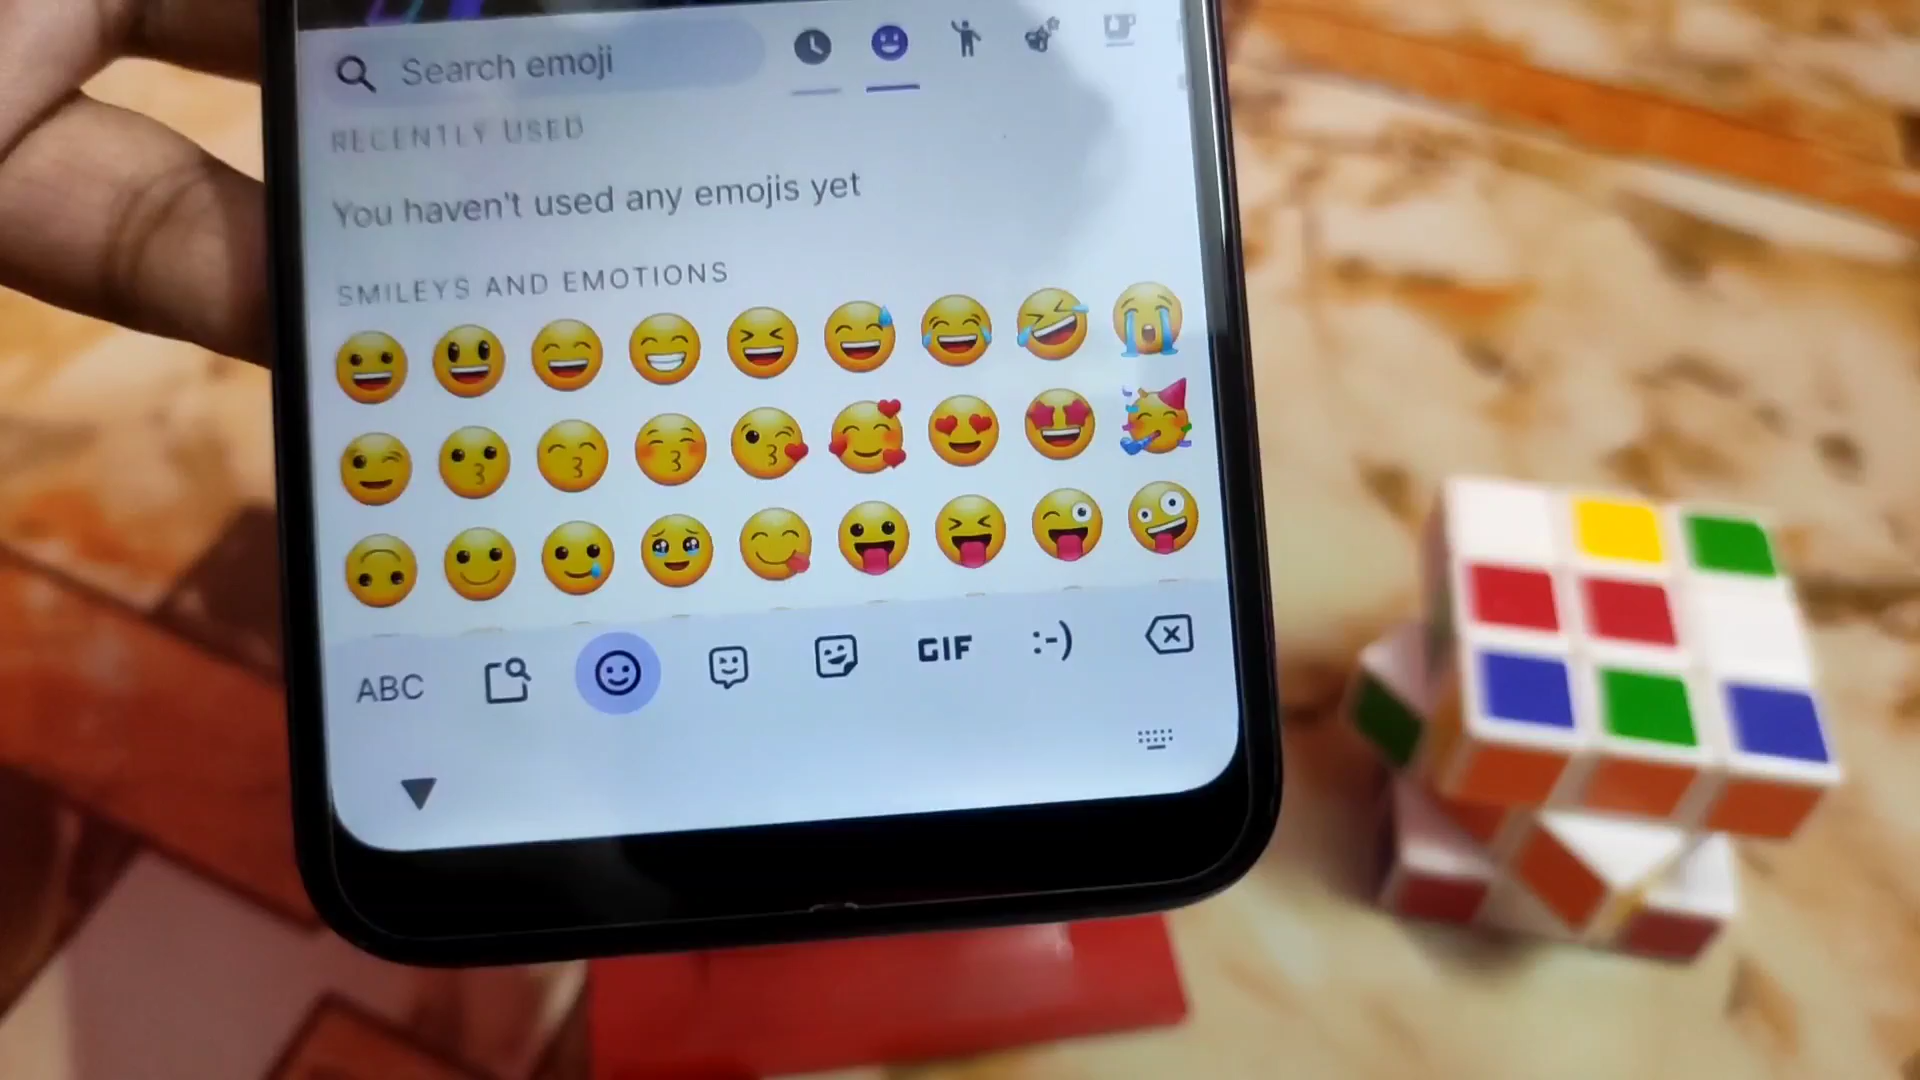 Search emoji
RECENTLY USED
You haven't used any emojis yet
SMILEYS AND EMOTIONS
ABC GIF :-)